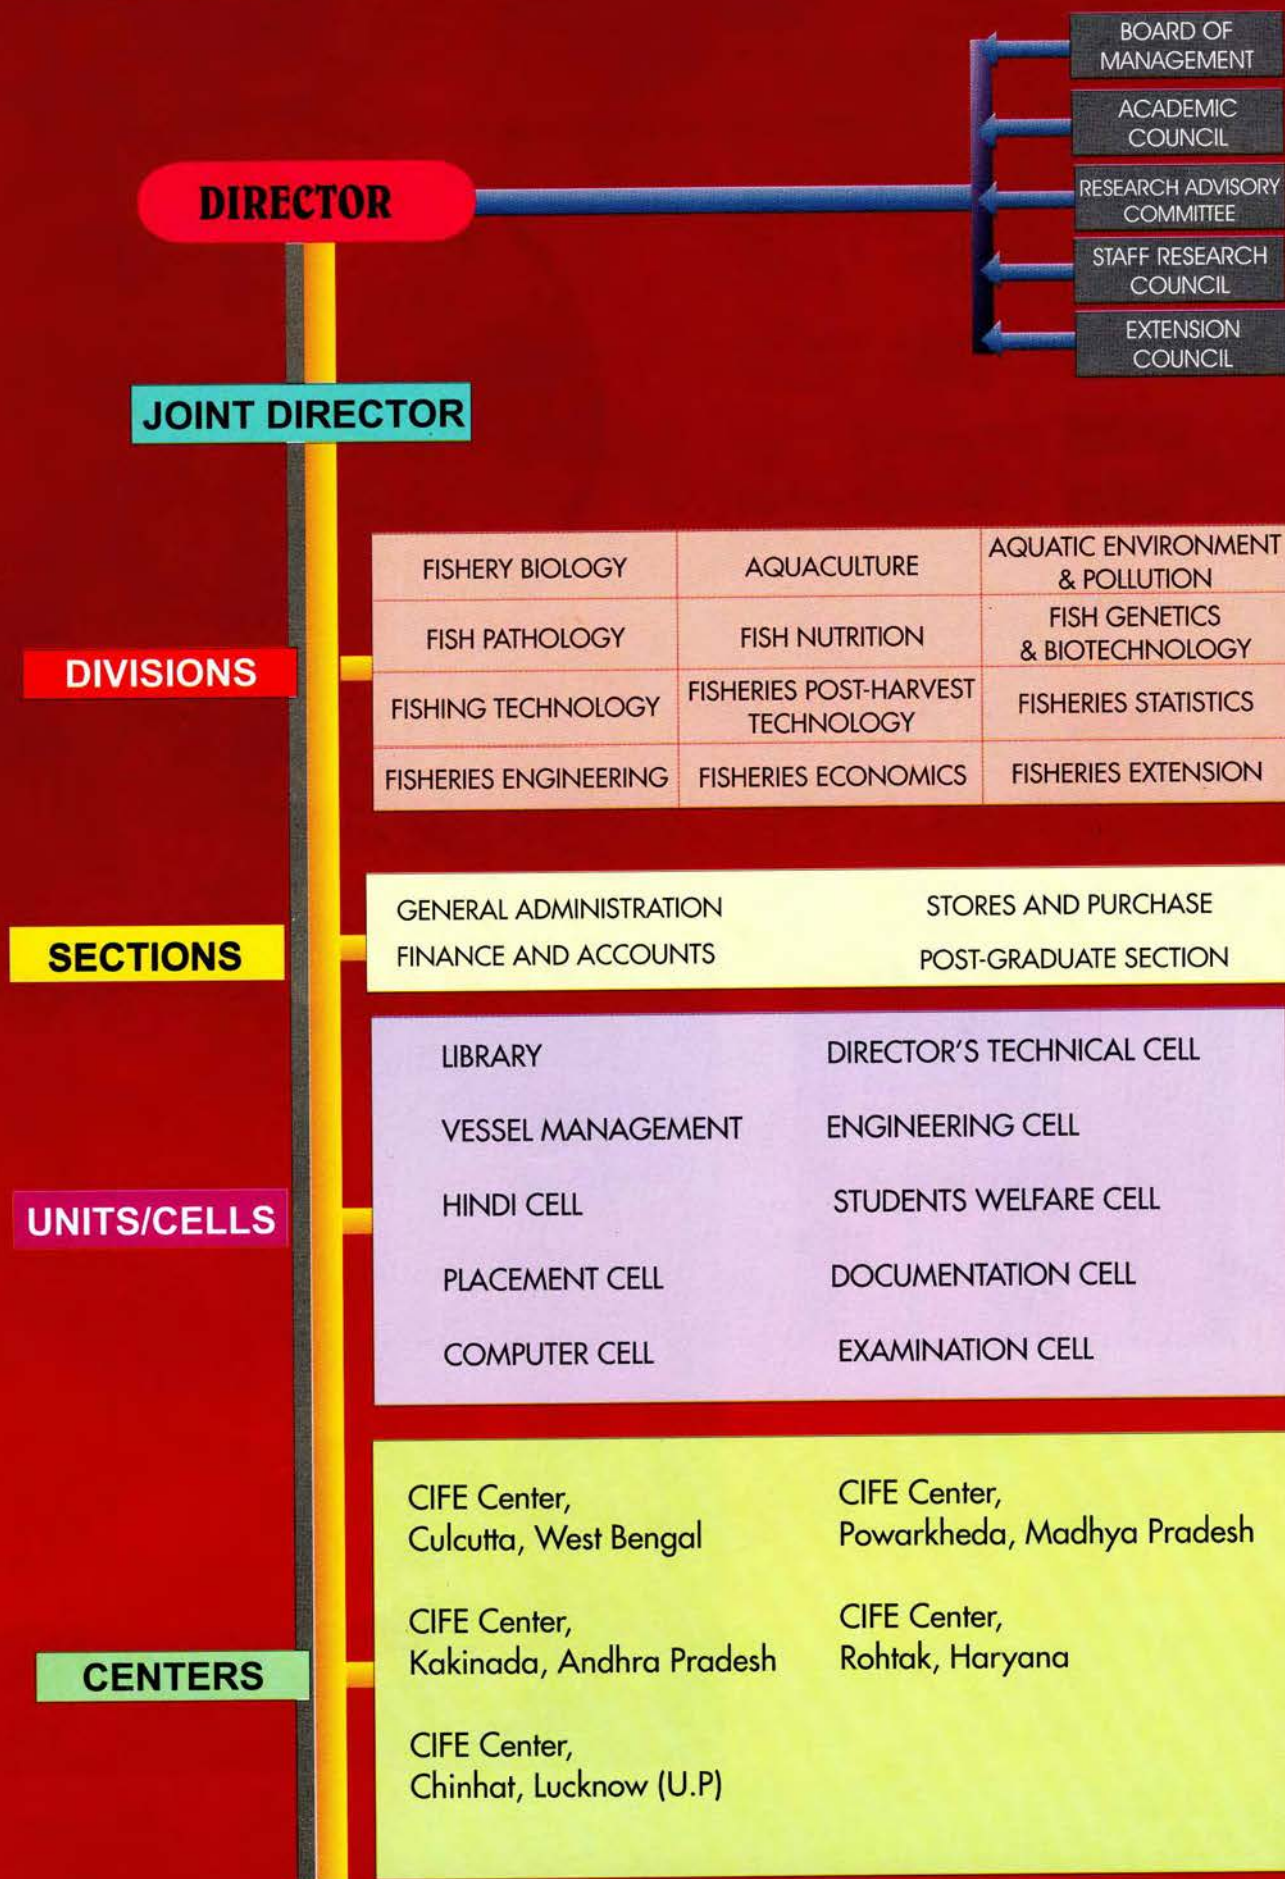 BOARD OF
MANAGEMENT
ACADEMIC
COUNCIL
RESEARCH ADVISORY
COMMITTEE
STAFF RESEARCH
COUNCIL
EXTENSION
COUNCIL
DIRECTOR
JOINT DIRECTOR
DIVISIONS
FISHERY BIOLOGY
AQUACULTURE
AQUATIC ENVIRONMENT
& POLLUTION
FISH PATHOLOGY
FISH NUTRITION
FISH GENETICS
& BIOTECHNOLOGY
FISHING TECHNOLOGY
FISHERIES POST-HARVEST
TECHNOLOGY
FISHERIES STATISTICS
FISHERIES ENGINEERING
FISHERIES ECONOMICS
FISHERIES EXTENSION
SECTIONS
GENERAL ADMINISTRATION
STORES AND PURCHASE
FINANCE AND ACCOUNTS
POST-GRADUATE SECTION
UNITS/CELLS
LIBRARY
DIRECTOR'S TECHNICAL CELL
VESSEL MANAGEMENT
ENGINEERING CELL
HINDI CELL
STUDENTS WELFARE CELL
PLACEMENT CELL
DOCUMENTATION CELL
COMPUTER CELL
EXAMINATION CELL
CENTERS
CIFE Center,
Culcutta, West Bengal
CIFE Center,
Powarkheda, Madhya Pradesh
CIFE Center,
Kakinada, Andhra Pradesh
CIFE Center,
Rohtak, Haryana
CIFE Center,
Chinhat, Lucknow (U.P)